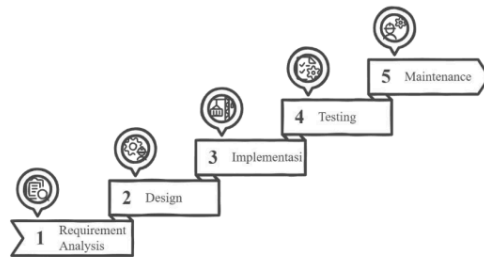 1 Requirement
Analysis
2 Design
3 Implementasi
4 Testing
5 Maintenance